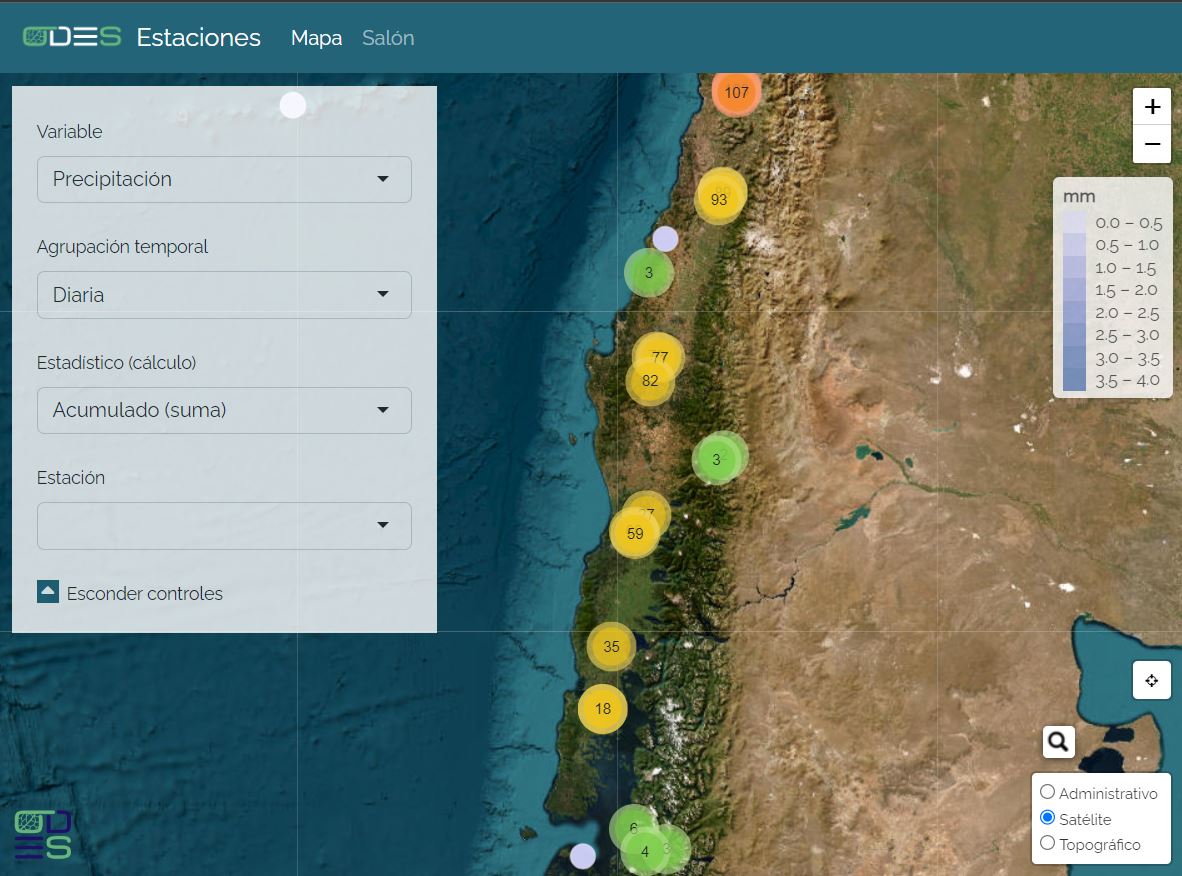 ODES Estaciones Mapa Salón
Variable
Precipitación
Agrupación temporal
Diaria
Estadístico (cálculo)
Acumulado (suma)
Estación
Esconder controles
107
93
3
77
82
3
59
35
18
6
4
3
+
−
mm
0.0 – 0.5
0.5 – 1.0
1.0 – 1.5
1.5 – 2.0
2.0 – 2.5
2.5 – 3.0
3.0 – 3.5
3.5 – 4.0
Administrativo
Satélite
Topográfico
OD
ES